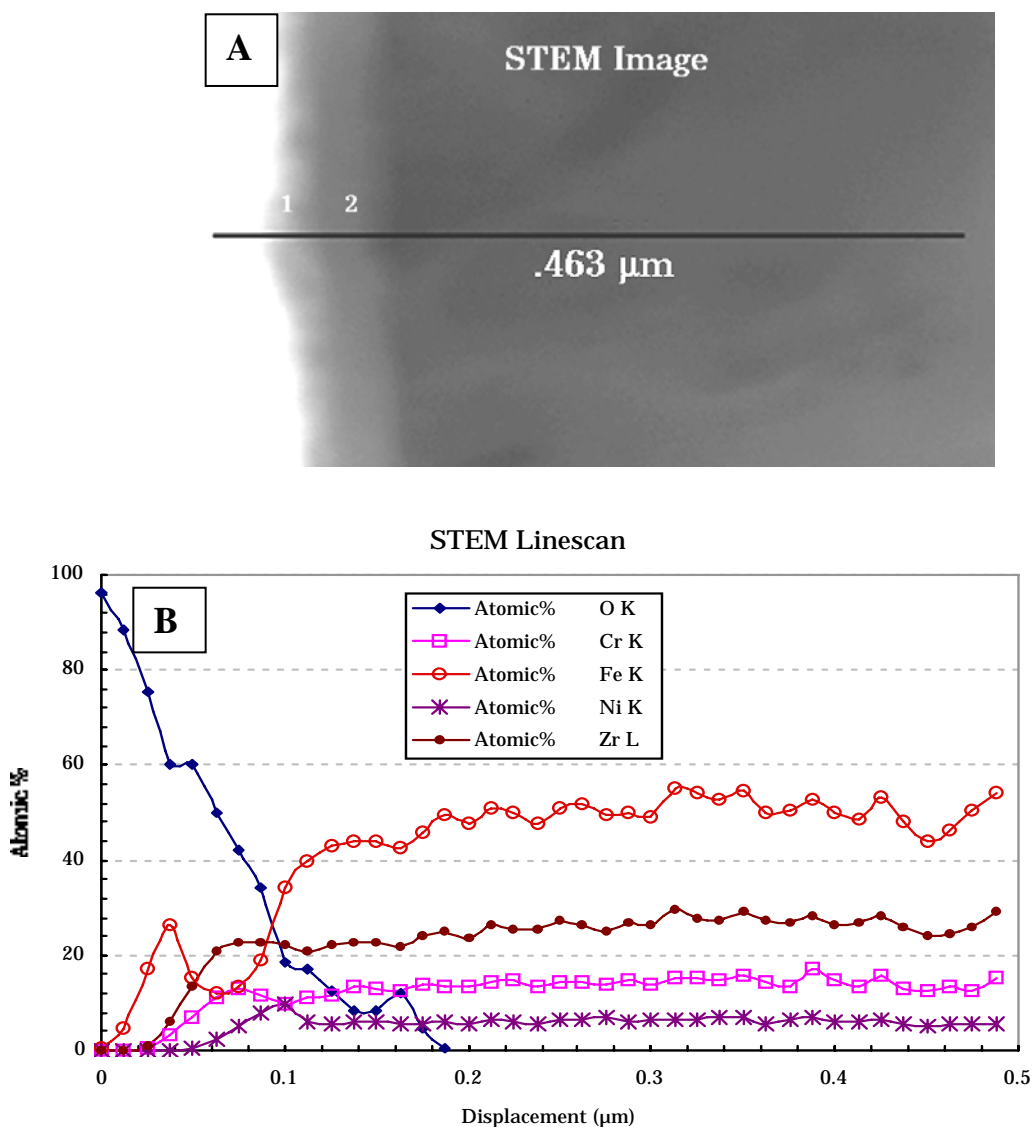 A
STEM Image
1 2
.463 µm
STEM Linescan
B
Atomic% O K
Atomic% Cr K
Atomic% Fe K
Atomic% Ni K
Atomic% Zr L
Atomic %
100
80
60
40
20
0
0 0.1 0.2 0.3 0.4 0.5
Displacement (µm)